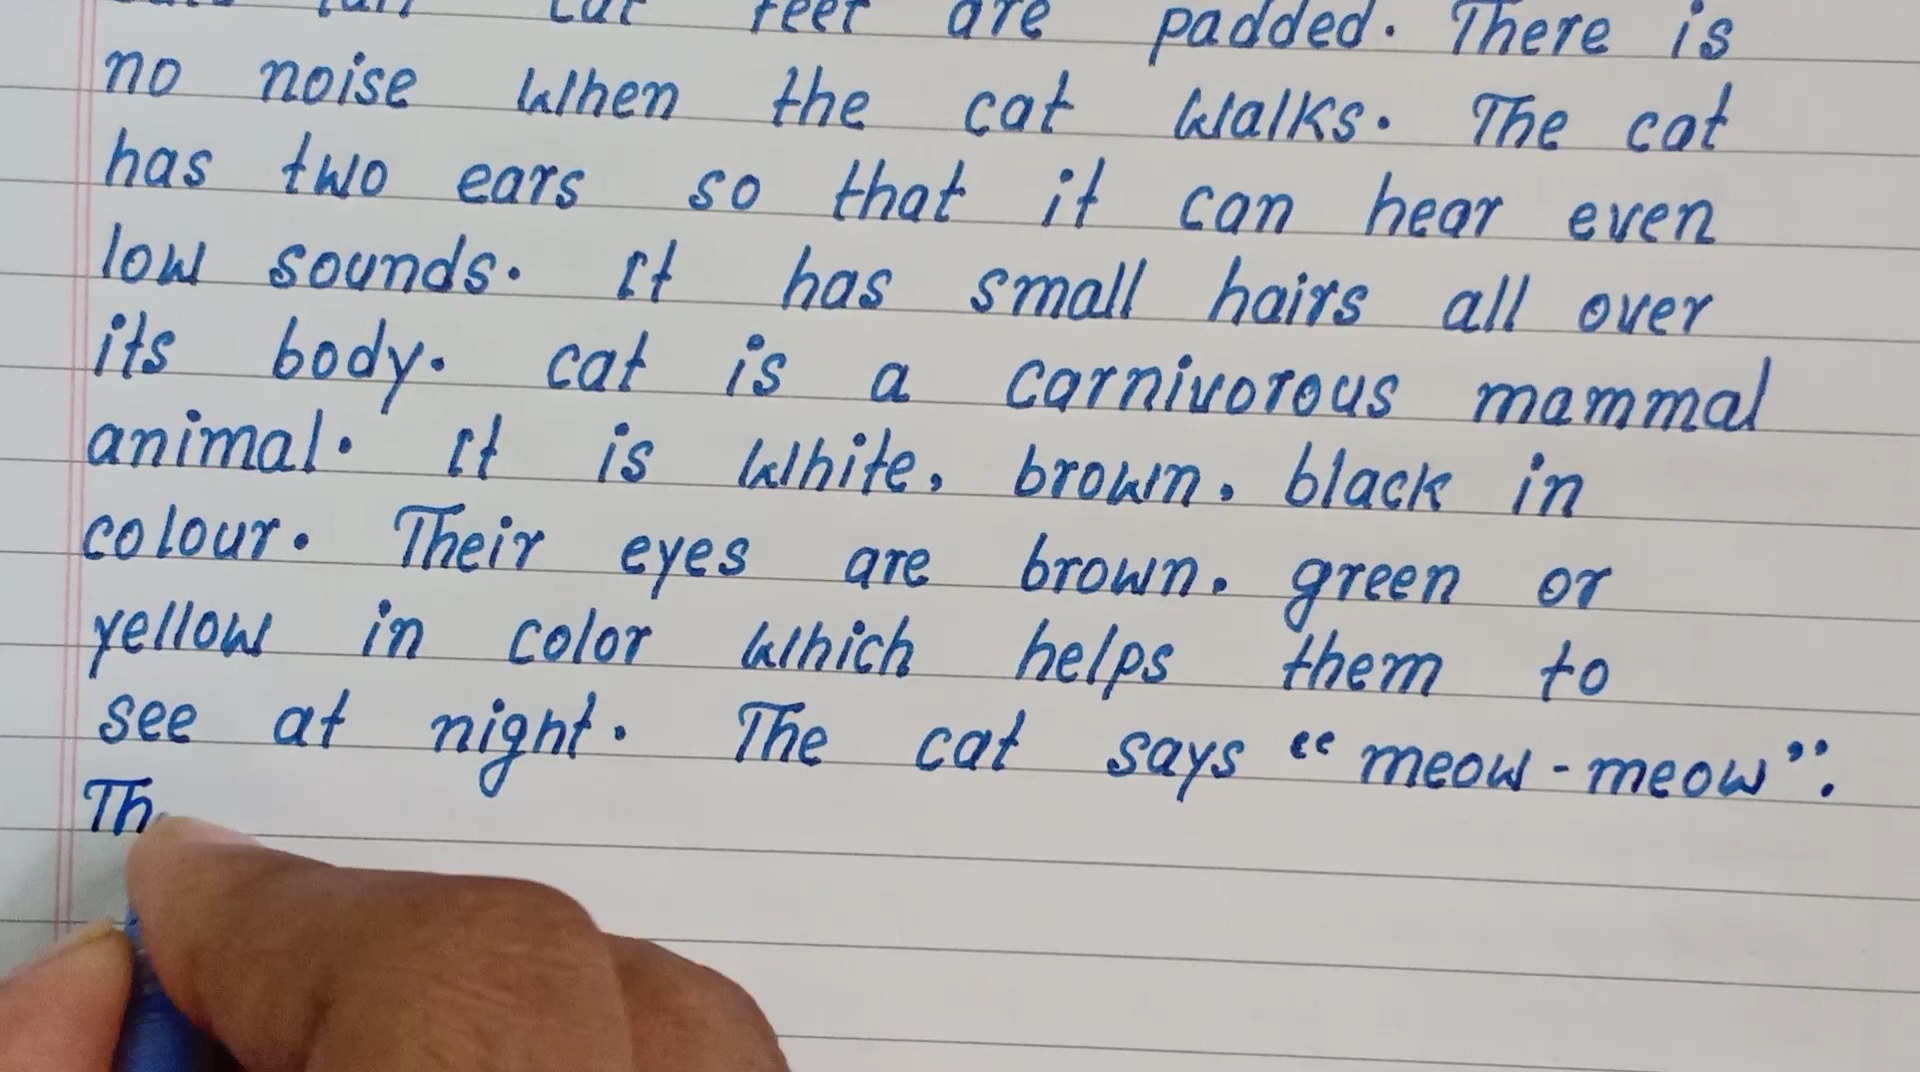 cat feet are padded. There is
no noise when the cat walks. The cat
has two ears so that it can hear even
low sounds. It has small hairs all over
its body. cat is a carnivorous mammal
animal. It is white, brown, black in
colour. Their eyes are brown, green or
yellow in color which helps them to
see at night. The cat says "meow-meow".
Th